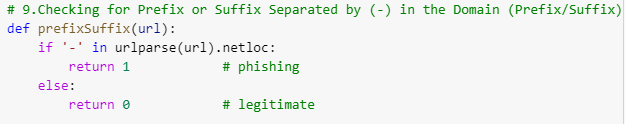 # 9.Checking for Prefix or Suffix Separated by (-) in the Domain (Prefix/Suffix)
def prefixSuffix(url):
    if '-' in urlparse(url).netloc:
        return 1            # phishing
    else:
        return 0            # legitimate